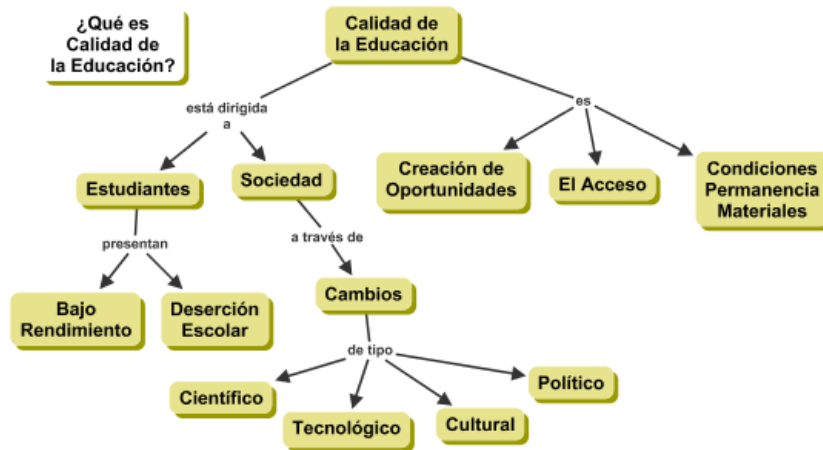 ¿Qué es
Calidad de
la Educación?
Calidad de
la Educación
está dirigida
a
es
Estudiantes
Sociedad
Creación de
Oportunidades
El Acceso
Condiciones
Permanencia
Materiales
presentan
a través de
Bajo
Rendimiento
Deserción
Escolar
Cambios
de tipo
Científico
Tecnológico
Cultural
Político